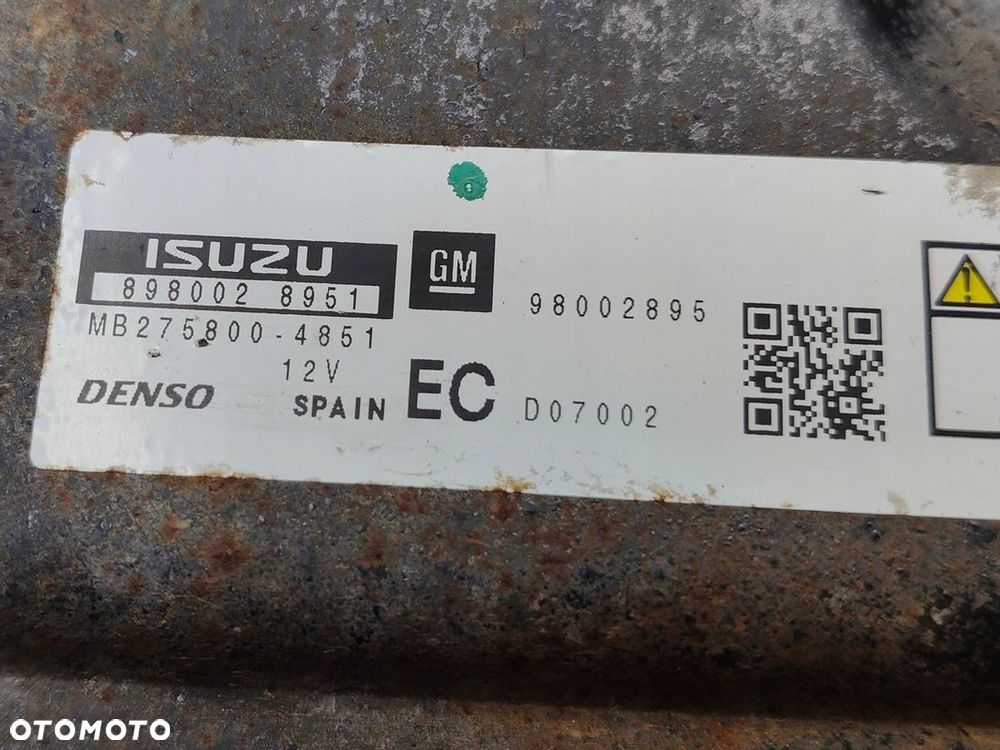 ISUZU
898002 8951
GM
98002895
MB275800-4851
12V
DENSO
SPAIN
EC
D07002
OTOMOTO